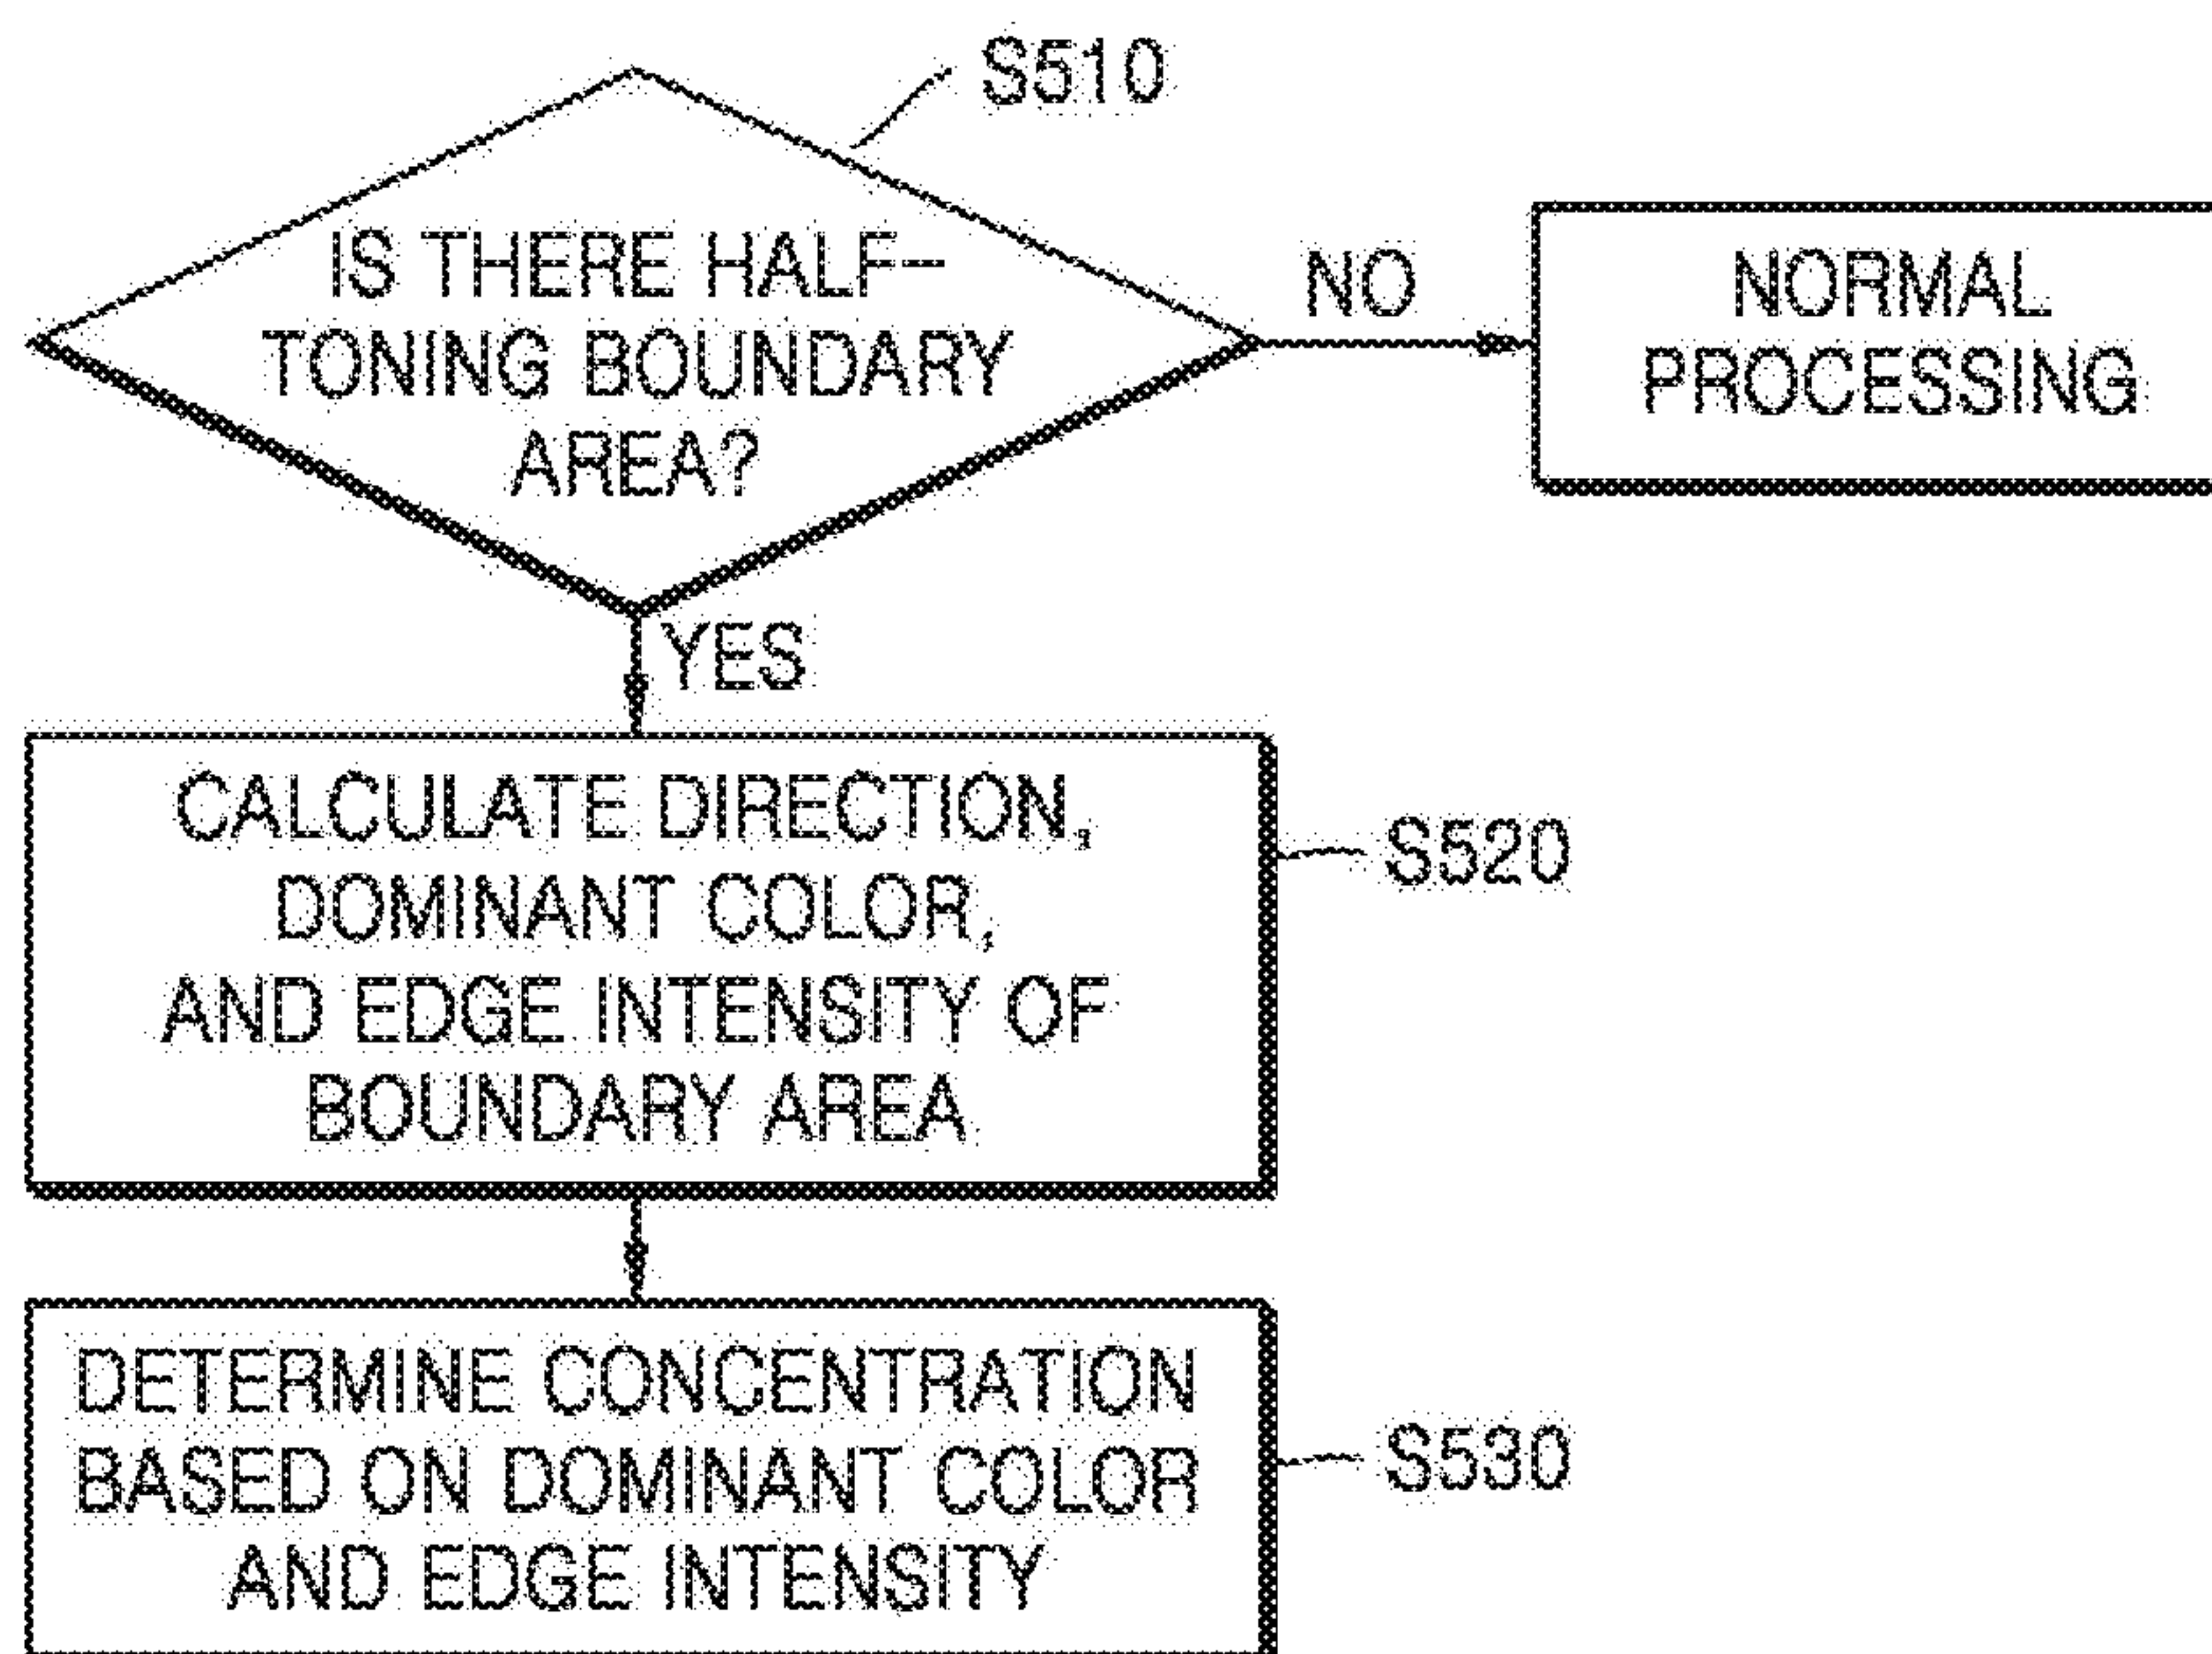 S510
IS THERE HALF-
TONING BOUNDARY
AREA?
NO
NORMAL
PROCESSING
YES
CALCULATE DIRECTION,
DOMINANT COLOR,
AND EDGE INTENSITY OF
BOUNDARY AREA
S520
DETERMINE CONCENTRATION
BASED ON DOMINANT COLOR
AND EDGE INTENSITY
S530